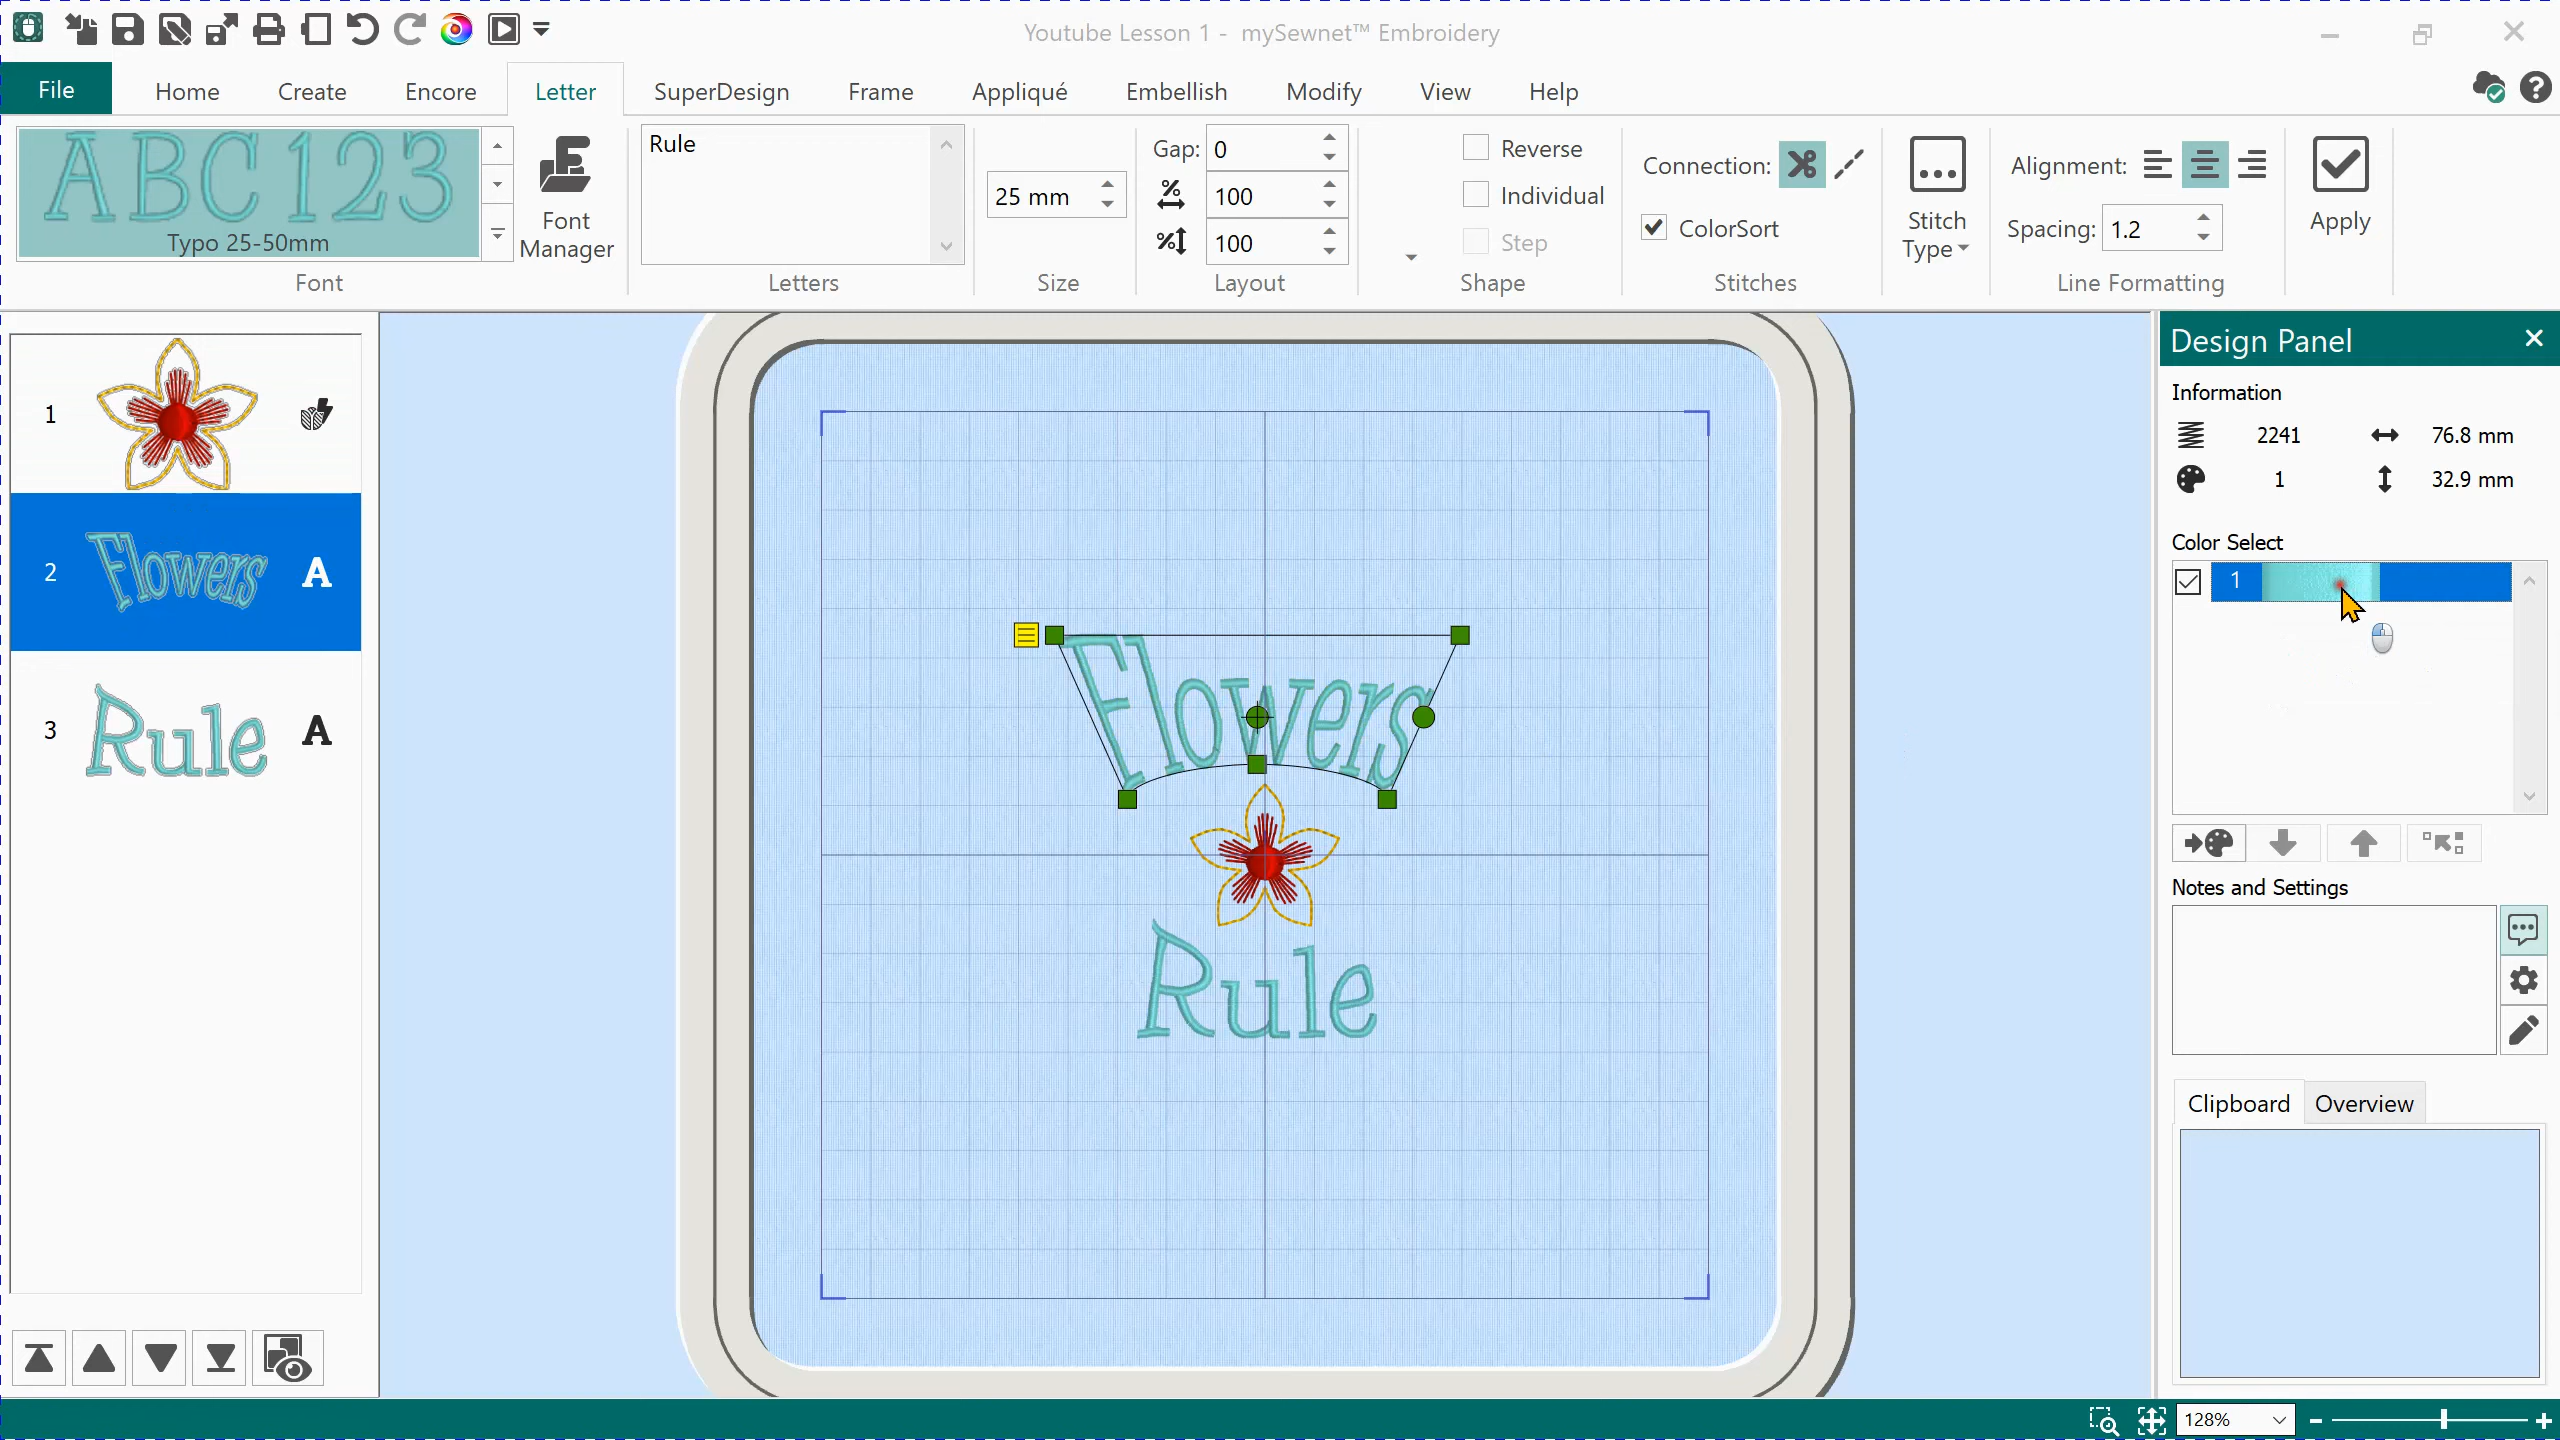 Youtube Lesson 1 - mySewnet™ Embroidery
File Home Create Encore Letter SuperDesign Frame Appliqué Embellish Modify View Help
ABC123
Typo 25-50mm
Font
Font
Manager
Rule
Letters
25 mm
Size
Gap: 0
100
100
Layout
Reverse
Individual
Step
Shape
Connection:
ColorSort
Stitches
Stitch
Type
Alignment:
Spacing: 1.2
Line Formatting
Apply
1
2 Flowers A
3 Rule A
Flowers
Rule
Design Panel
Information
2241 76.8 mm
1 32.9 mm
Color Select
1
Notes and Settings
Clipboard Overview
128%